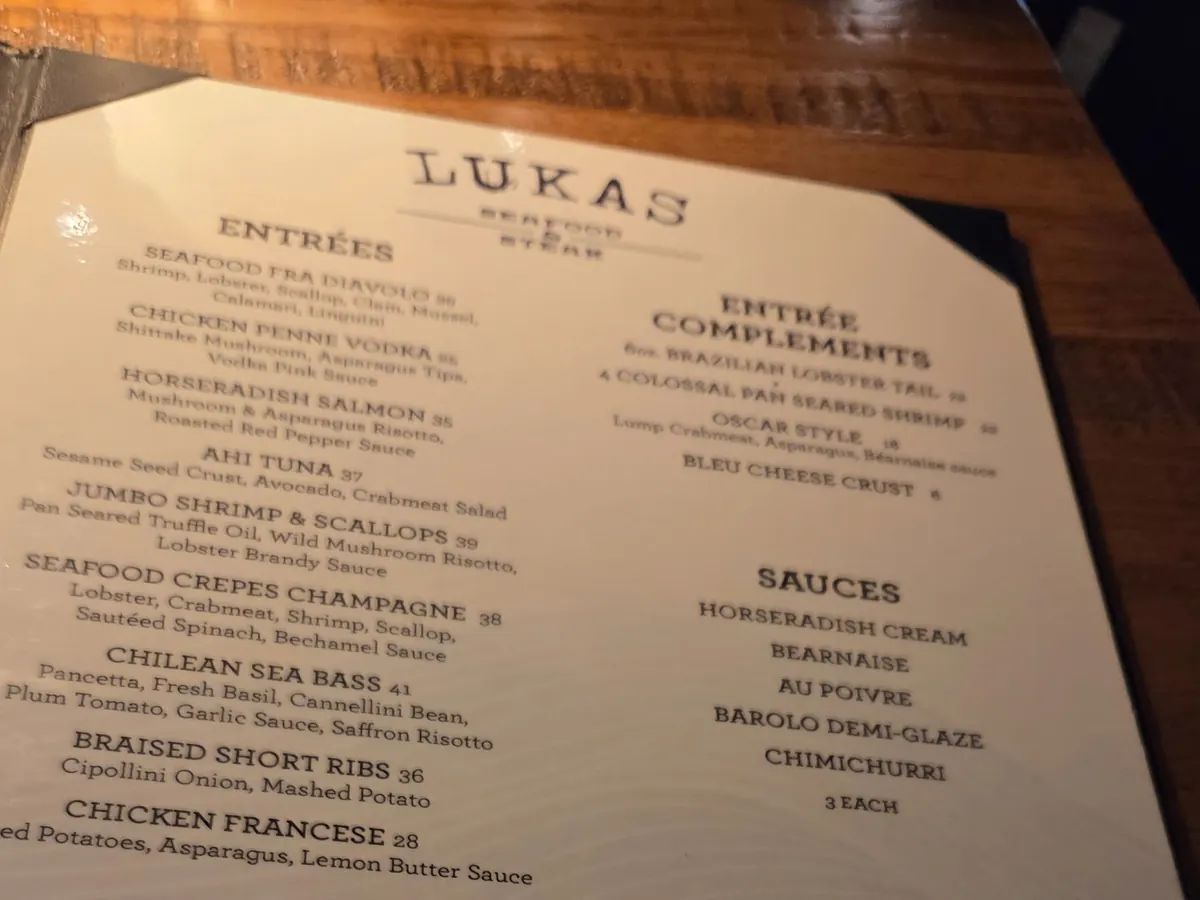 LUKAS
SEAFOOD
&
STEAK
ENTRÉES
SEAFOOD FRA DIAVOLO
Shrimp, Lobster, Scallop, Clam, Mussel,
Calamari, Linguini
CHICKEN PENNE VODKA
Shittake Mushroom, Asparagus Tips,
Vodka Pink Sauce
HORSERADISH SALMON 35
Mushroom & Asparagus Risotto,
Roasted Red Pepper Sauce
AHI TUNA 37
Sesame Seed Crust, Avocado, Crabmeat Salad
JUMBO SHRIMP & SCALLOPS 39
Pan Seared Truffle Oil, Wild Mushroom Risotto,
Lobster Brandy Sauce
SEAFOOD CREPES CHAMPAGNE 38
Lobster, Crabmeat, Shrimp, Scallop,
Sautéed Spinach, Bechamel Sauce
CHILEAN SEA BASS 41
Pancetta, Fresh Basil, Cannellini Bean,
Plum Tomato, Garlic Sauce, Saffron Risotto
BRAISED SHORT RIBS 36
Cipollini Onion, Mashed Potato
CHICKEN FRANCESE 28
ed Potatoes, Asparagus, Lemon Butter Sauce
ENTRÉE
COMPLEMENTS
6oz. BRAZILIAN LOBSTER TAIL
4 COLOSSAL PAN SEARED SHRIMP
OSCAR STYLE 18
Lump Crabmeat, Asparagus, Béarnaise sauce
BLEU CHEESE CRUST 6
SAUCES
HORSERADISH CREAM
BEARNAISE
AU POIVRE
BAROLO DEMI-GLAZE
CHIMICHURRI
3 EACH